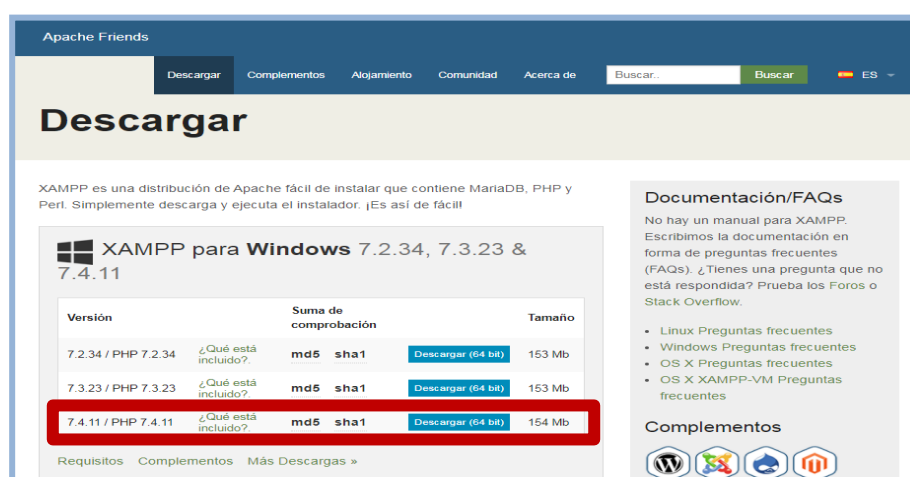 Apache Friends
Descargar Complementos Alojamiento Comunidad Acerca de Buscar.. Buscar ES
Descargar
XAMPP es una distribución de Apache fácil de instalar que contiene MariaDB, PHP y
Perl. Simplemente descarga y ejecuta el instalador. ¡Es así de fácil!
XAMPP para Windows 7.2.34, 7.3.23 &
7.4.11
Versión Suma de comprobación Tamaño
7.2.34 / PHP 7.2.34 ¿Qué está incluido?. md5 sha1 Descargar (64 bit) 153 Mb
7.3.23 / PHP 7.3.23 ¿Qué está incluido?. md5 sha1 Descargar (64 bit) 153 Mb
7.4.11 / PHP 7.4.11 ¿Qué está incluido?. md5 sha1 Descargar (64 bit) 154 Mb
Requisitos Complementos Más Descargas »
Documentación/FAQs
No hay un manual para XAMPP.
Escribimos la documentación en
forma de preguntas frecuentes
(FAQs). ¿Tienes una pregunta que no
está respondida? Prueba los Foros o
Stack Overflow.
• Linux Preguntas frecuentes
• Windows Preguntas frecuentes
• OS X Preguntas frecuentes
• OS X XAMPP-VM Preguntas
frecuentes
Complementos